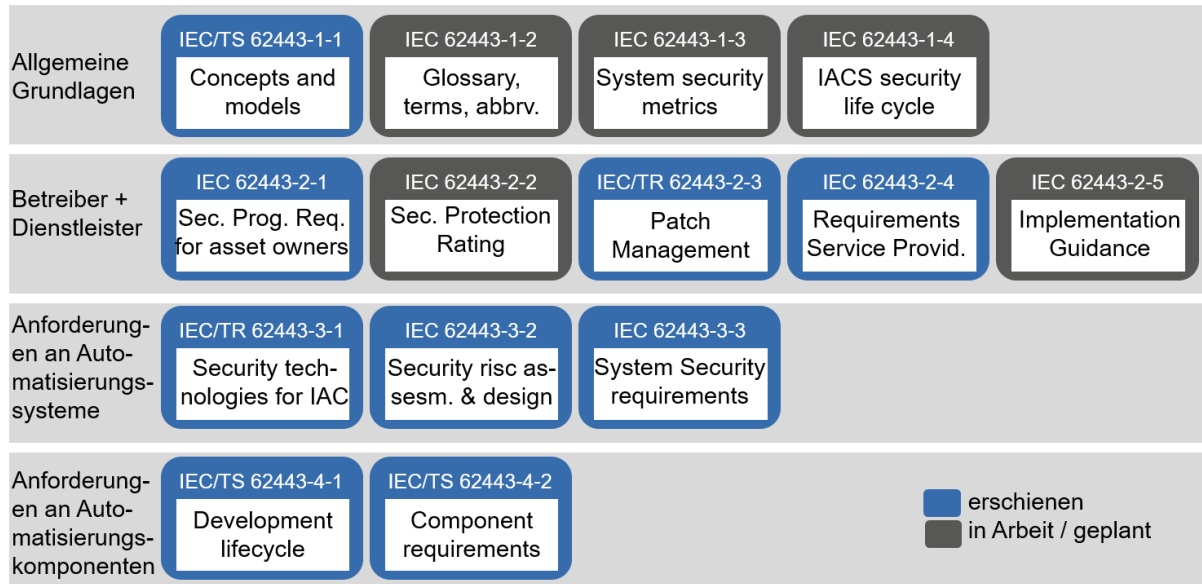 Allgemeine
Grundlagen
IEC/TS 62443-1-1
Concepts and
models
IEC 62443-1-2
Glossary,
terms, abbrv.
IEC 62443-1-3
System security
metrics
IEC 62443-1-4
IACS security
life cycle
Betreiber +
Dienstleister
IEC 62443-2-1
Sec. Prog. Req.
for asset owners
IEC 62443-2-2
Sec. Protection
Rating
IEC/TR 62443-2-3
Patch
Management
IEC 62443-2-4
Requirements
Service Provid.
IEC 62443-2-5
Implementation
Guidance
Anforderung-
en an Auto-
matisierungs-
systeme
IEC/TR 62443-3-1
Security tech-
nologies for IAC
IEC 62443-3-2
Security risc as-
sesm. & design
IEC 62443-3-3
System Security
requirements
Anforderung-
en an Auto-
matisierungs-
komponenten
IEC/TS 62443-4-1
Development
lifecycle
IEC/TS 62443-4-2
Component
requirements
erschienen
in Arbeit / geplant